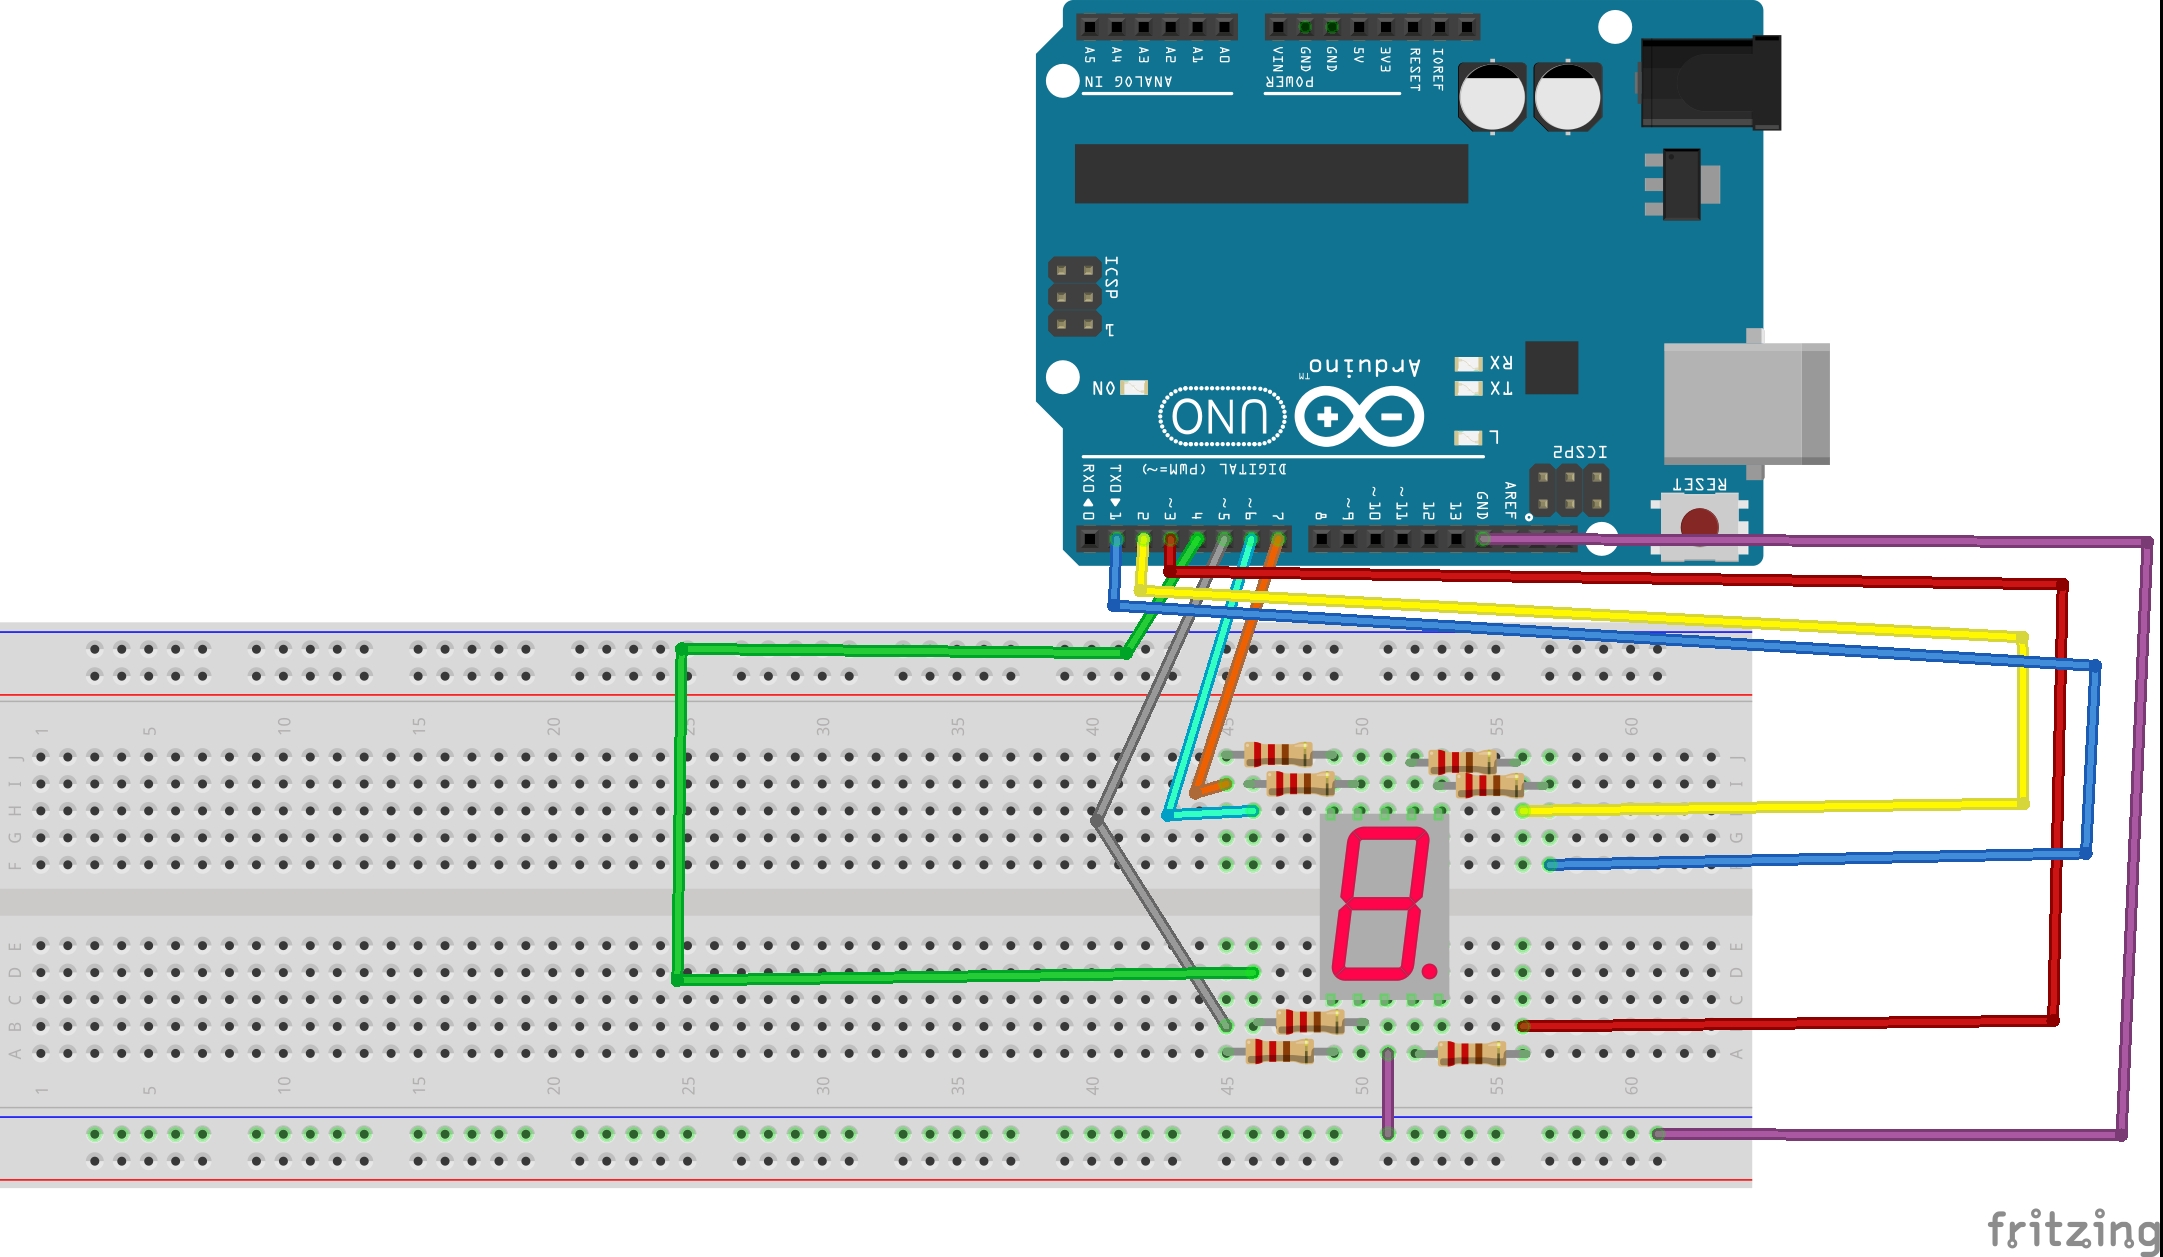 A5 A4 A3 A2 A1 A0 VIN GND GND 5V 3V3 RESET IOREF
ANALOG IN POWER
ICSP
1
Arduino
TM
ON
UNO
RX
TX
L
ICSP2
DIGITAL (PWM=~)
RESET
RX0 TX0
0 1 2 ~3 4 ~5 ~6 7 8 ~9 ~10 ~11 12 13 GND AREF
1 5 10 15 20 25 30 35 40 45 50 55 60
J J
I I
H
G G
F
E E
D D
C C
B
A A
1 5 10 15 20 25 30 35 40 45 50 55 60
fritzing